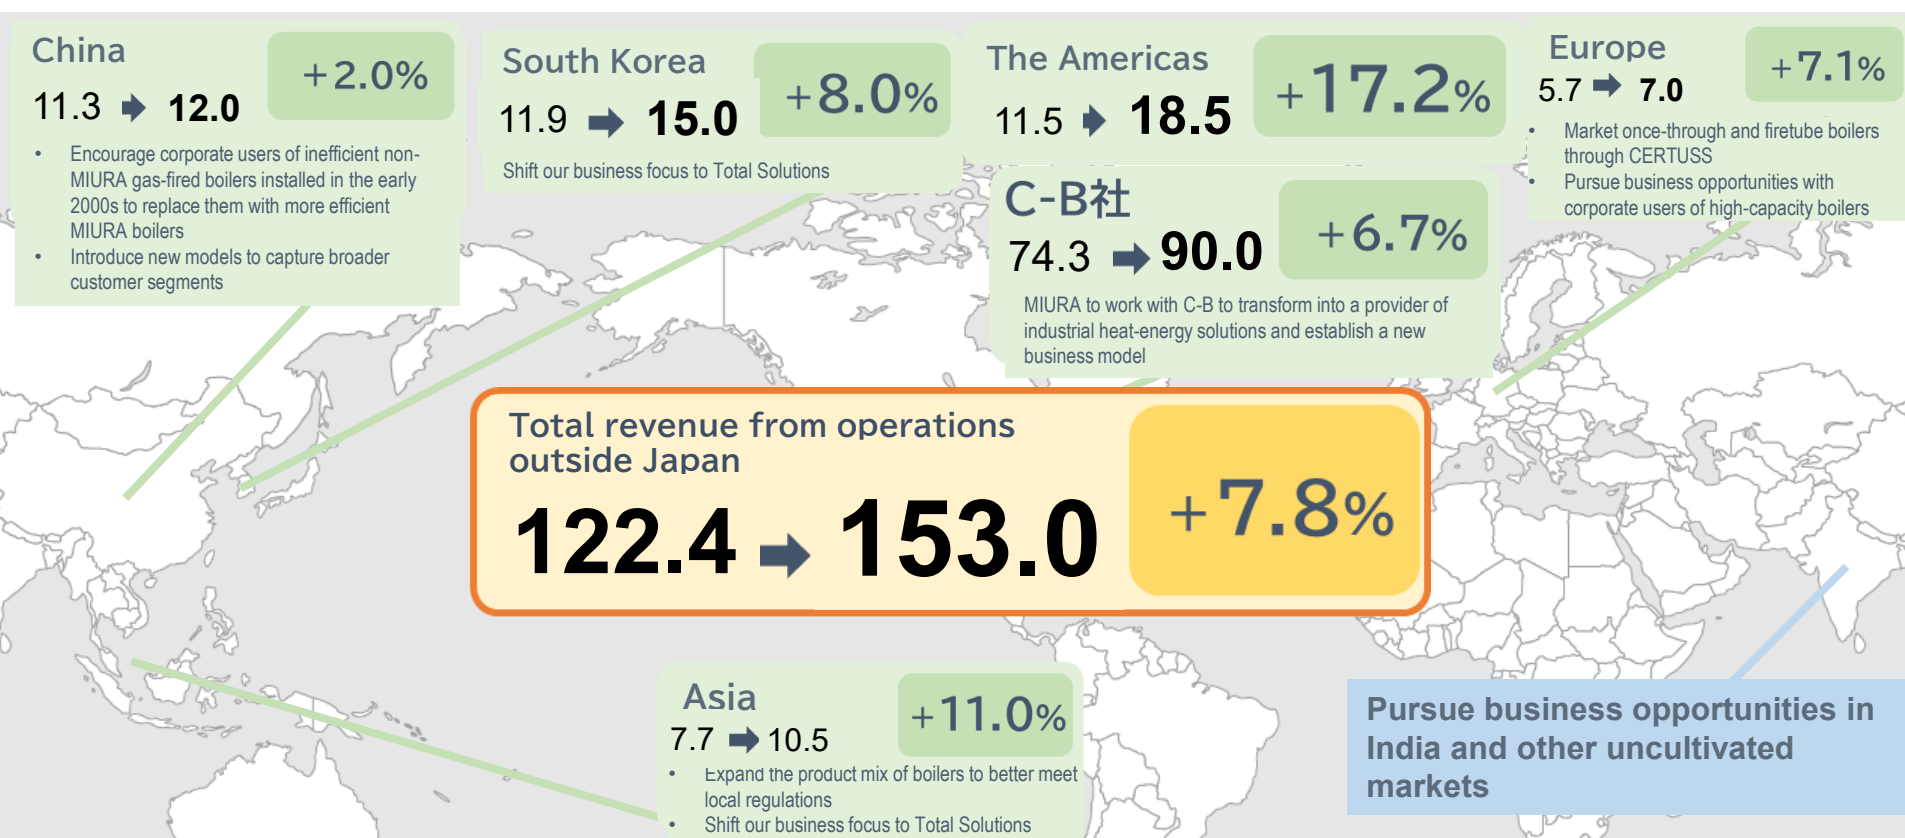 China
+2.0%
11.3 → 12.0
• Encourage corporate users of inefficient non-
MIURA gas-fired boilers installed in the early
2000s to replace them with more efficient
MIURA boilers
• Introduce new models to capture broader
customer segments
South Korea
+8.0%
11.9 → 15.0
Shift our business focus to Total Solutions
The Americas
+17.2%
11.5 → 18.5
C-B社
+6.7%
74.3 → 90.0
MIURA to work with C-B to transform into a provider of
industrial heat-energy solutions and establish a new
business model
Europe
+7.1%
5.7 → 7.0
• Market once-through and firetube boilers
through CERTUSS
• Pursue business opportunities with
corporate users of high-capacity boilers
Total revenue from operations
outside Japan
122.4 → 153.0
+7.8%
Asia
+11.0%
7.7 → 10.5
• Expand the product mix of boilers to better meet
local regulations
• Shift our business focus to Total Solutions
Pursue business opportunities in
India and other uncultivated
markets